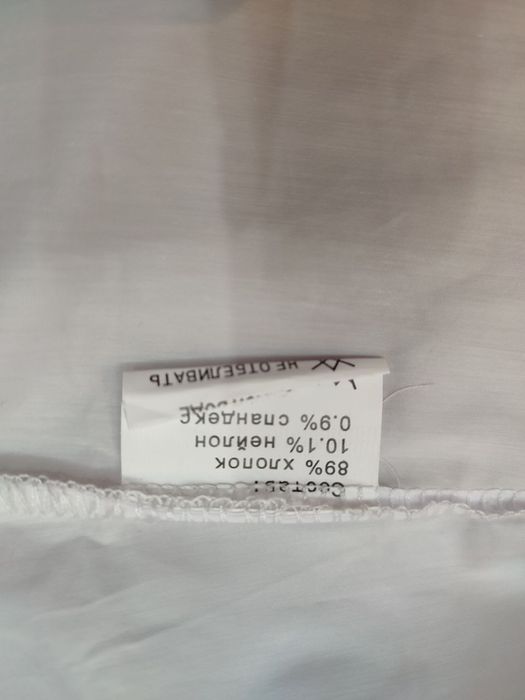 Состав:
89% хлопок
10.1% нейлон
0.9% спандекс
НЕ ОТБЕЛИВАТЬ